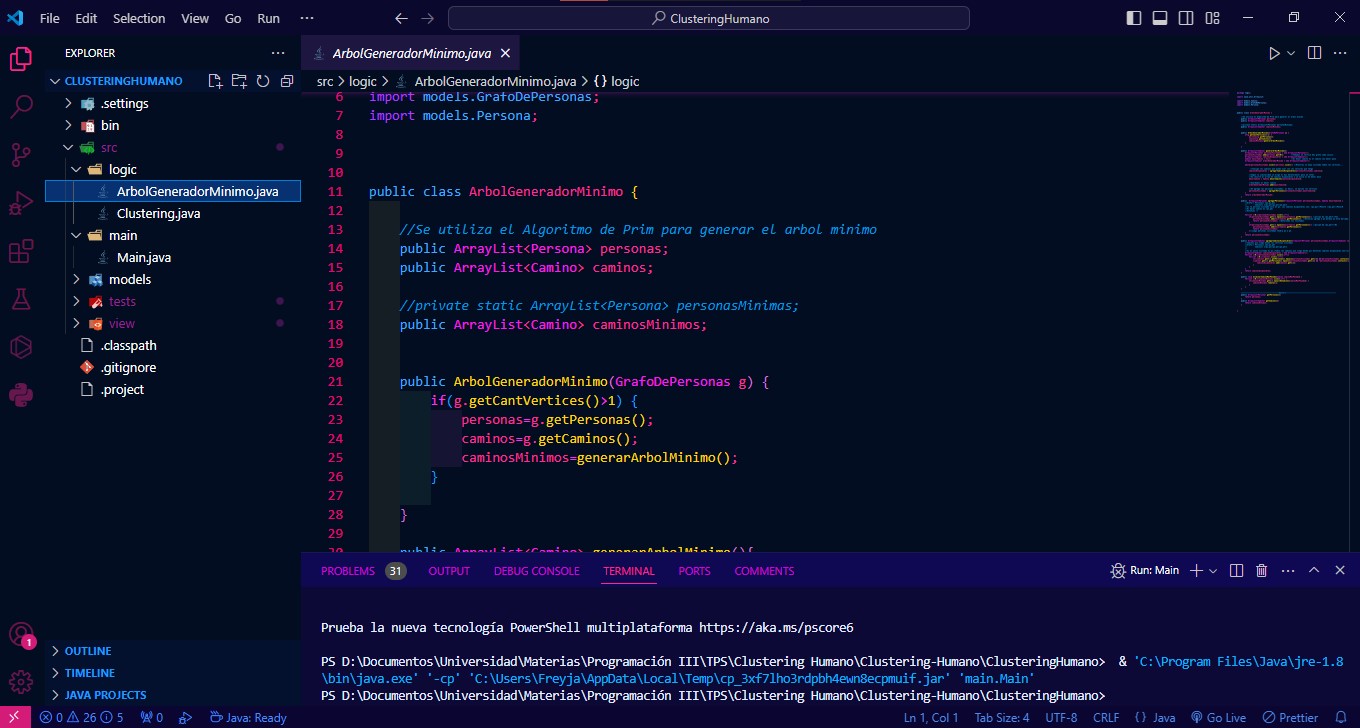 File Edit Selection View Go Run ··· ClusteringHumano
EXPLORER ···
CLUSTERINGHUMANO
.settings
bin
src
logic
ArbolGeneradorMinimo.java
Clustering.java
main
Main.java
models
tests
view
.classpath
.gitignore
.project
OUTLINE
TIMELINE
JAVA PROJECTS
ArbolGeneradorMinimo.java
src > logic > ArbolGeneradorMinimo.java > {} logic
6 import models.GrafoDePersonas;
7 import models.Persona;
8
9
10
11 public class ArbolGeneradorMinimo {
12
13 //Se utiliza el Algoritmo de Prim para generar el arbol minimo
14 public ArrayList<Persona> personas;
15 public ArrayList<Camino> caminos;
16
17 //private static ArrayList<Persona> personasMinimas;
18 public ArrayList<Camino> caminosMinimos;
19
20
21 public ArbolGeneradorMinimo(GrafoDePersonas g) {
22 if(g.getCantVertices()>1) {
23 personas=g.getPersonas();
24 caminos=g.getCaminos();
25 caminosMinimos=generarArbolMinimo();
26 }
27
28 }
29
30 public ArrayList<Camino> generarArbolMinimo(){
PROBLEMS 31 OUTPUT DEBUG CONSOLE TERMINAL PORTS COMMENTS Run: Main
Prueba la nueva tecnología PowerShell multiplataforma https://aka.ms/pscore6
PS D:\Documentos\Universidad\Materias\Programación III\TPS\Clustering Humano\Clustering-Humano\ClusteringHumano> & 'C:\Program Files\Java\jre-1.8
\bin\java.exe' '-cp' 'C:\Users\Freyja\AppData\Local\Temp\cp_3xf7lho3rdpbh4ewn8ecpmuif.jar' 'main.Main'
PS D:\Documentos\Universidad\Materias\Programación III\TPS\Clustering Humano\Clustering-Humano\ClusteringHumano>
1
0 26 5 0 Java: Ready Ln 1, Col 1 Tab Size: 4 UTF-8 CRLF {} Java Go Live Prettier